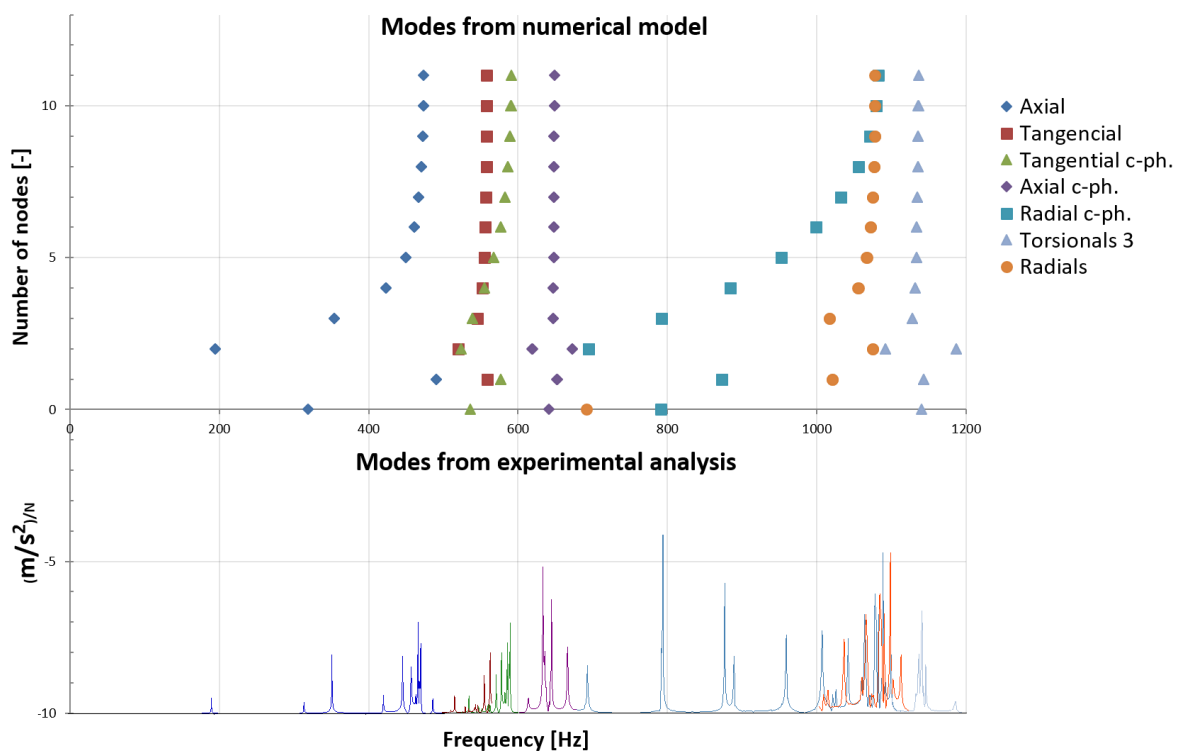 Modes from numerical model
Number of nodes [-]
10
5
0
0
200
400
600
800
1000
1200
Axial
Tangencial
Tangential c-ph.
Axial c-ph.
Radial c-ph.
Torsionals 3
Radials
Modes from experimental analysis
(m/s²)/N
-5
-10
Frequency [Hz]